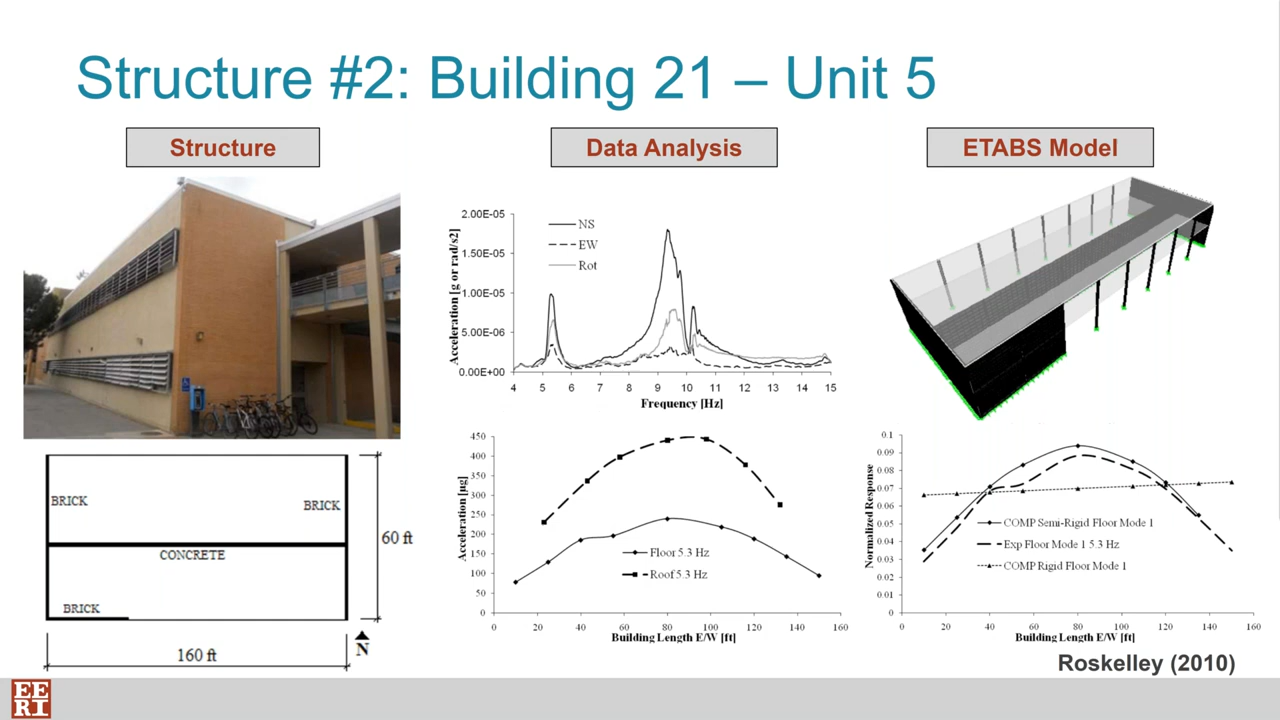 Structure #2: Building 21 – Unit 5
Structure
Data Analysis
ETABS Model
BRICK
BRICK
CONCRETE
BRICK
60 ft
160 ft
N
2.00E-05
1.50E-05
1.00E-05
5.00E-06
0.00E+00
Acceleration [g or rad/s2]
NS
EW
Rot
4 5 6 7 8 9 10 11 12 13 14 15
Frequency [Hz]
450
400
350
300
250
200
150
100
50
0
Acceleration [µg]
Floor 5.3 Hz
Roof 5.3 Hz
0 20 40 60 80 100 120 140 160
Building Length E/W [ft]
0.1
0.09
0.08
0.07
0.06
0.05
0.04
0.03
0.02
0.01
0
Normalized Response
COMP Semi-Rigid Floor Mode 1
Exp Floor Mode 1 5.3 Hz
COMP Rigid Floor Mode 1
0 20 40 60 80 100 120 140 160
Building Length E/W [ft]
Roskelley (2010)
EE
RI